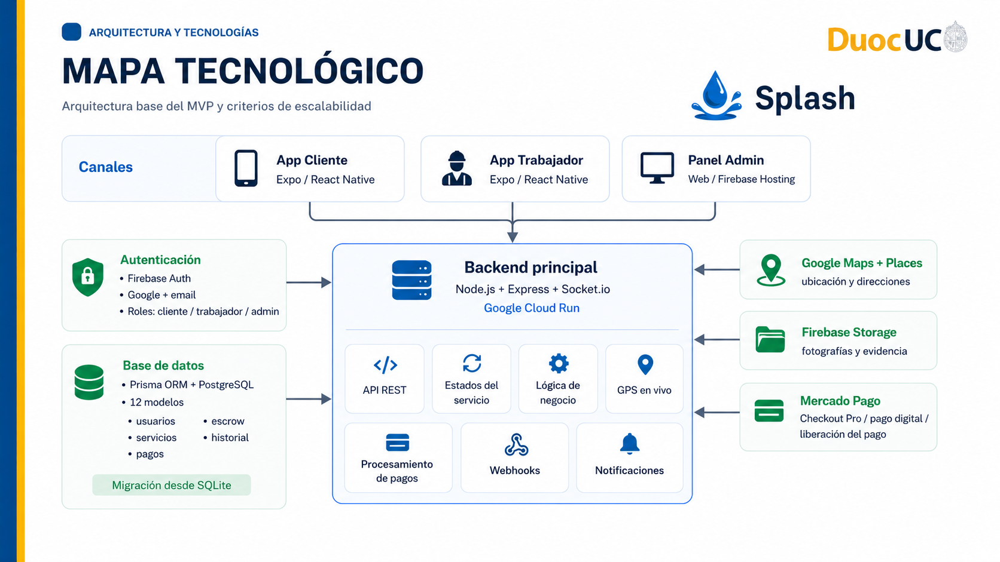 ARQUITECTURA Y TECNOLOGÍAS
DuocUC
MAPA TECNOLÓGICO
Arquitectura base del MVP y criterios de escalabilidad
Splash
Canales
App Cliente
Expo / React Native
App Trabajador
Expo / React Native
Panel Admin
Web / Firebase Hosting
Autenticación
• Firebase Auth
• Google + email
• Roles: cliente / trabajador / admin
Base de datos
• Prisma ORM + PostgreSQL
• 12 modelos
• usuarios
• servicios
• pagos
• escrow
• historial
Migración desde SQLite
Backend principal
Node.js + Express + Socket.io
Google Cloud Run
</> API REST
Estados del
servicio
Lógica de
negocio
GPS en vivo
Procesamiento
de pagos
Webhooks
Notificaciones
Google Maps + Places
ubicación y direcciones
Firebase Storage
fotografías y evidencia
Mercado Pago
Checkout Pro / pago digital /
liberación del pago